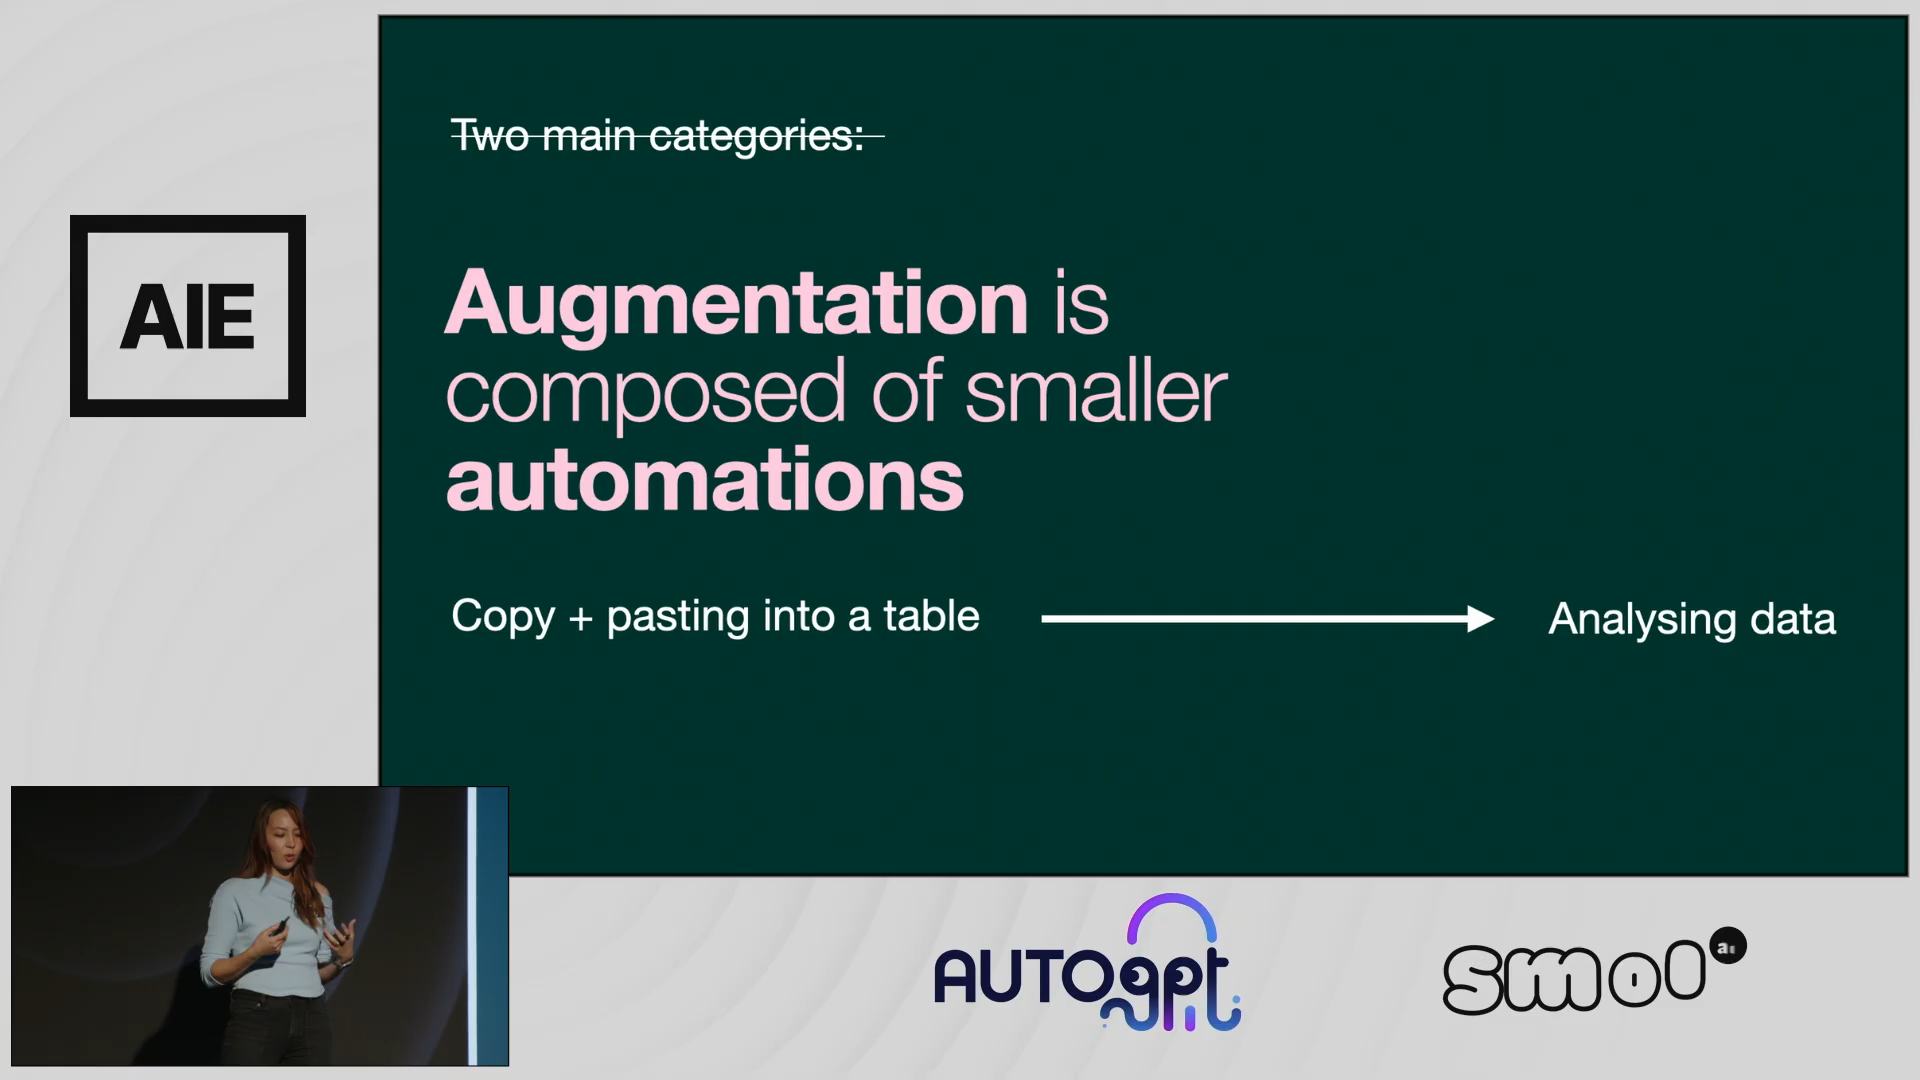 Two main categories:
AIE
Augmentation is
composed of smaller
automations
Copy + pasting into a table
Analysing data
AUTOgpt
smol ai